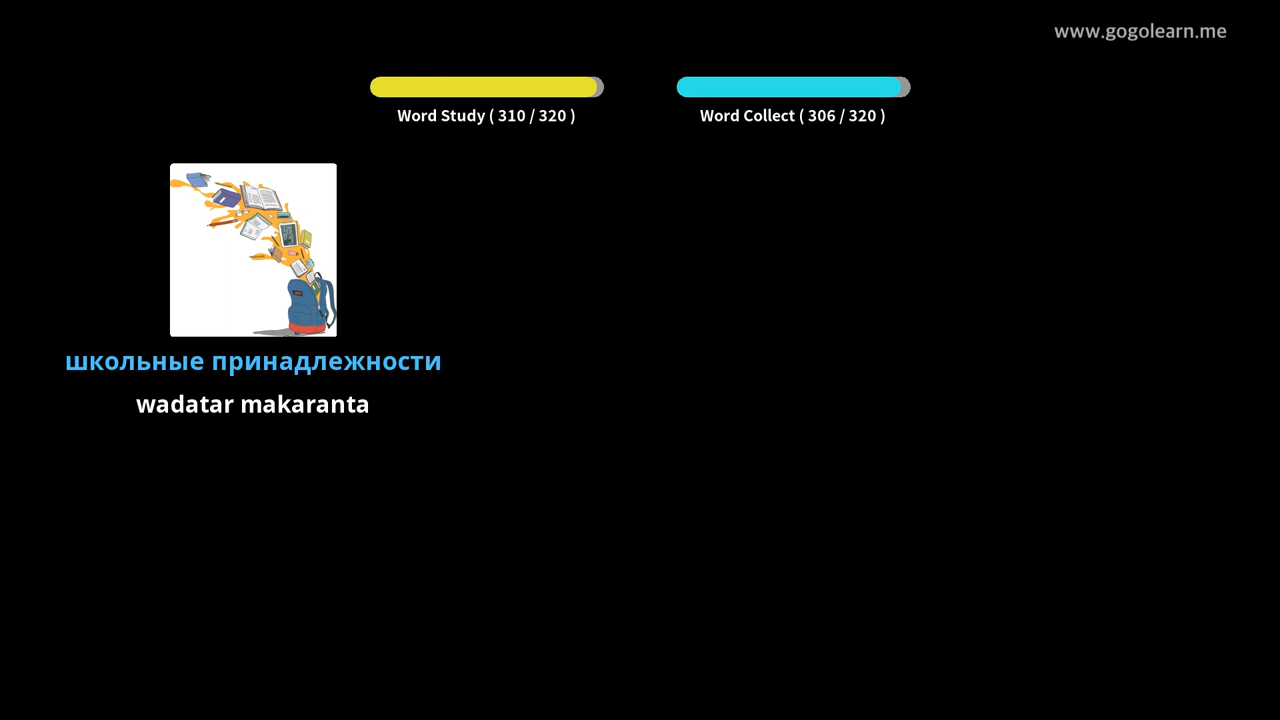 www.gogolearn.me
Word Study ( 310 / 320 )
Word Collect ( 306 / 320 )
школьные принадлежности
wadatar makaranta